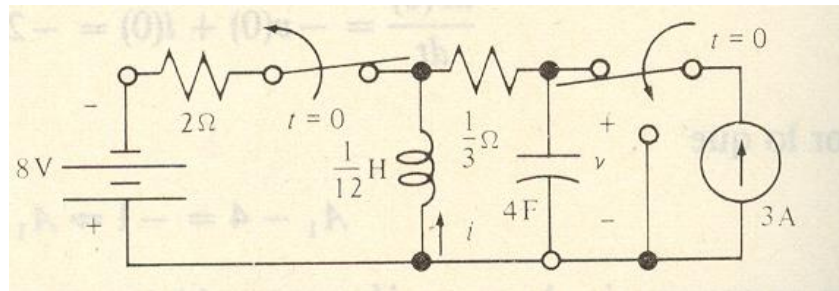 t = 0
2Ω
t = 0
8 V
-
+
1/12 H
1/3 Ω
4F
+
v
-
i
3A